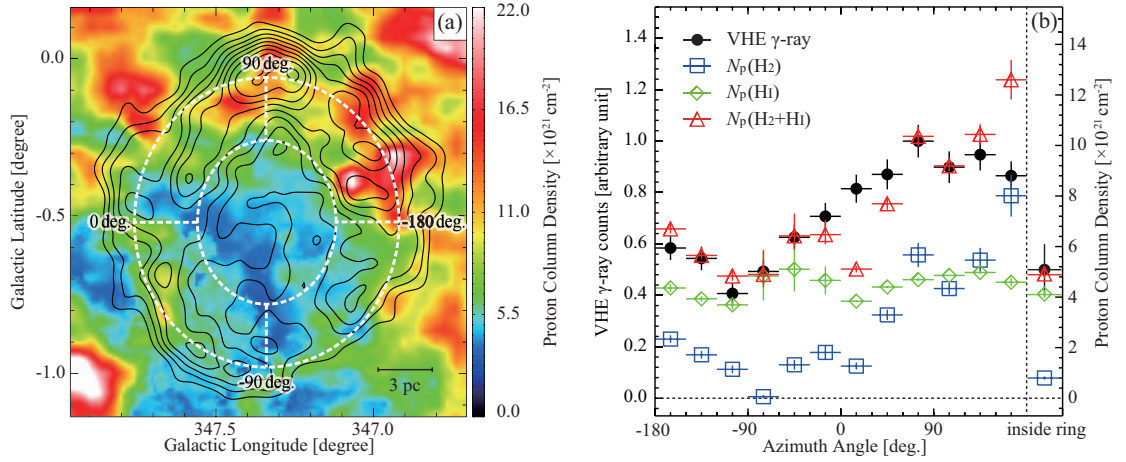 (a)
0.0
-0.5
-1.0
Galactic Latitude [degree]
90 deg.
0 deg.
-180 deg.
-90 deg.
3 pc
347.5
347.0
Galactic Longitude [degree]
22.0
16.5
11.0
5.5
0.0
Proton Column Density [×10²¹ cm⁻²]
(b)
VHE γ-ray
Nₚ(H₂)
Nₚ(HI)
Nₚ(H₂+HI)
1.4
1.2
1.0
0.8
0.6
0.4
0.2
0.0
VHE γ-ray counts [arbitrary unit]
-180
-90
0
90
inside ring
Azimuth Angle [deg.]
14
12
10
8
6
4
2
0
Proton Column Density [×10²¹ cm⁻²]